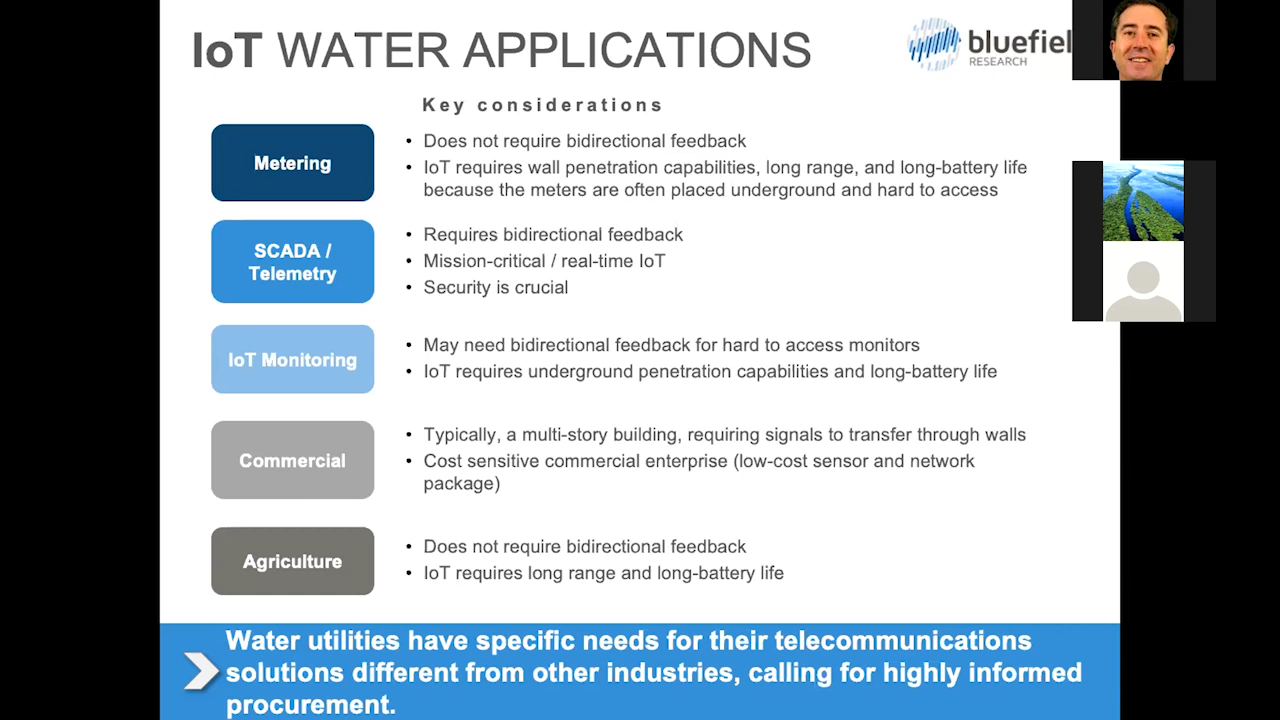 IoT WATER APPLICATIONS
bluefiel
RESEARCH
Key considerations
Metering
• Does not require bidirectional feedback
• IoT requires wall penetration capabilities, long range, and long-battery life
because the meters are often placed underground and hard to access
SCADA /
Telemetry
• Requires bidirectional feedback
• Mission-critical / real-time IoT
• Security is crucial
IoT Monitoring
• May need bidirectional feedback for hard to access monitors
• IoT requires underground penetration capabilities and long-battery life
Commercial
• Typically, a multi-story building, requiring signals to transfer through walls
• Cost sensitive commercial enterprise (low-cost sensor and network
package)
Agriculture
• Does not require bidirectional feedback
• IoT requires long range and long-battery life
Water utilities have specific needs for their telecommunications
solutions different from other industries, calling for highly informed
procurement.